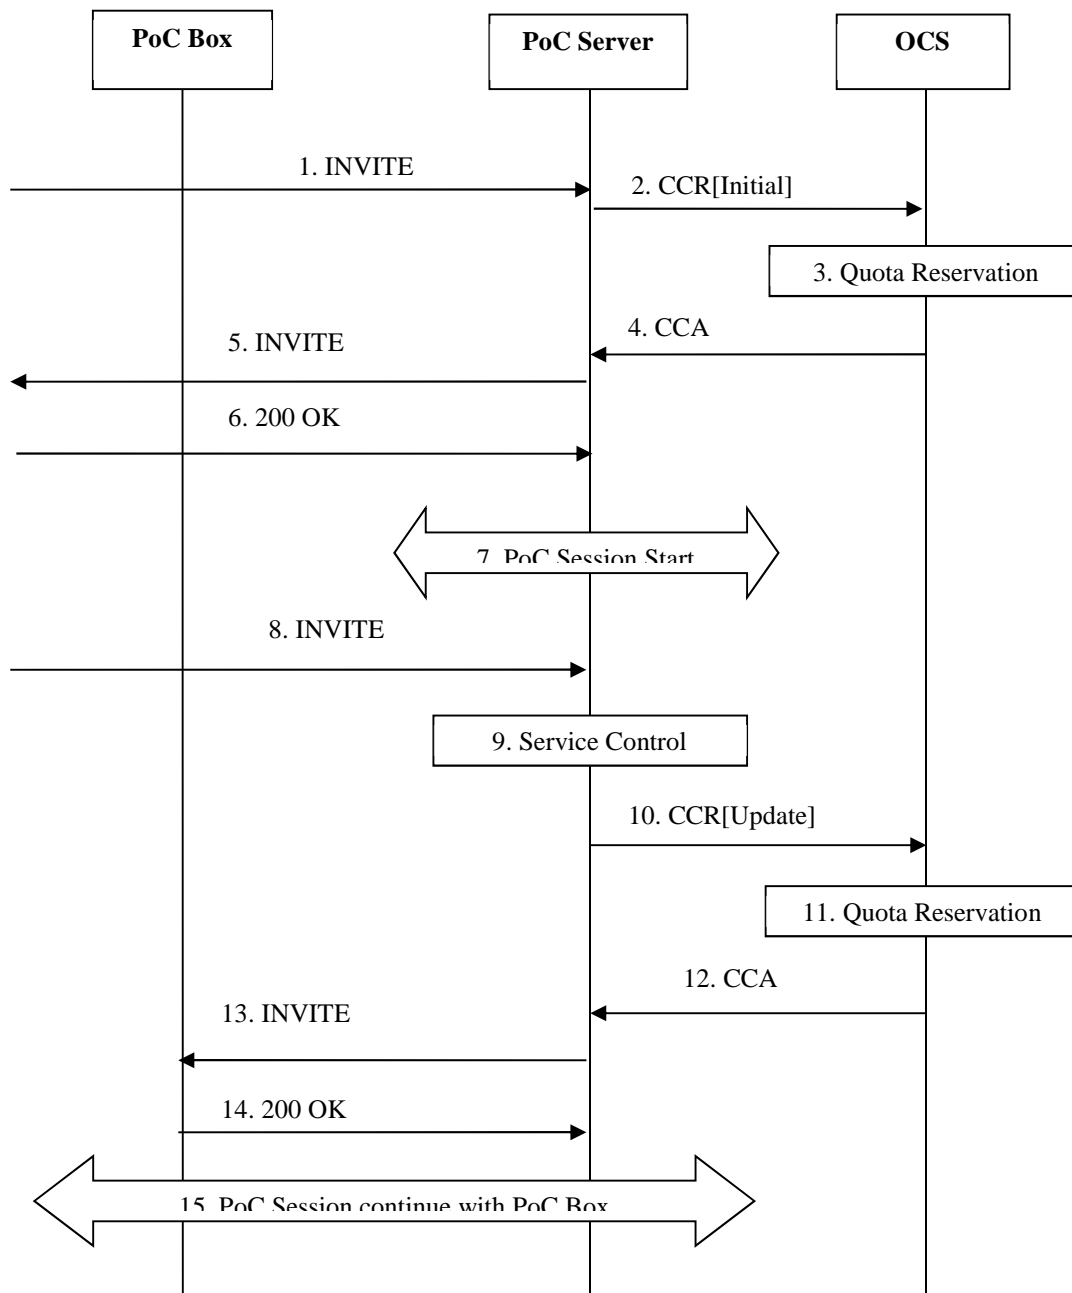 PoC Box
PoC Server
OCS
1. INVITE
2. CCR[Initial]
3. Quota Reservation
4. CCA
5. INVITE
6. 200 OK
7. PoC Session Start
8. INVITE
9. Service Control
10. CCR[Update]
11. Quota Reservation
12. CCA
13. INVITE
14. 200 OK
15. PoC Session continue with PoC Box